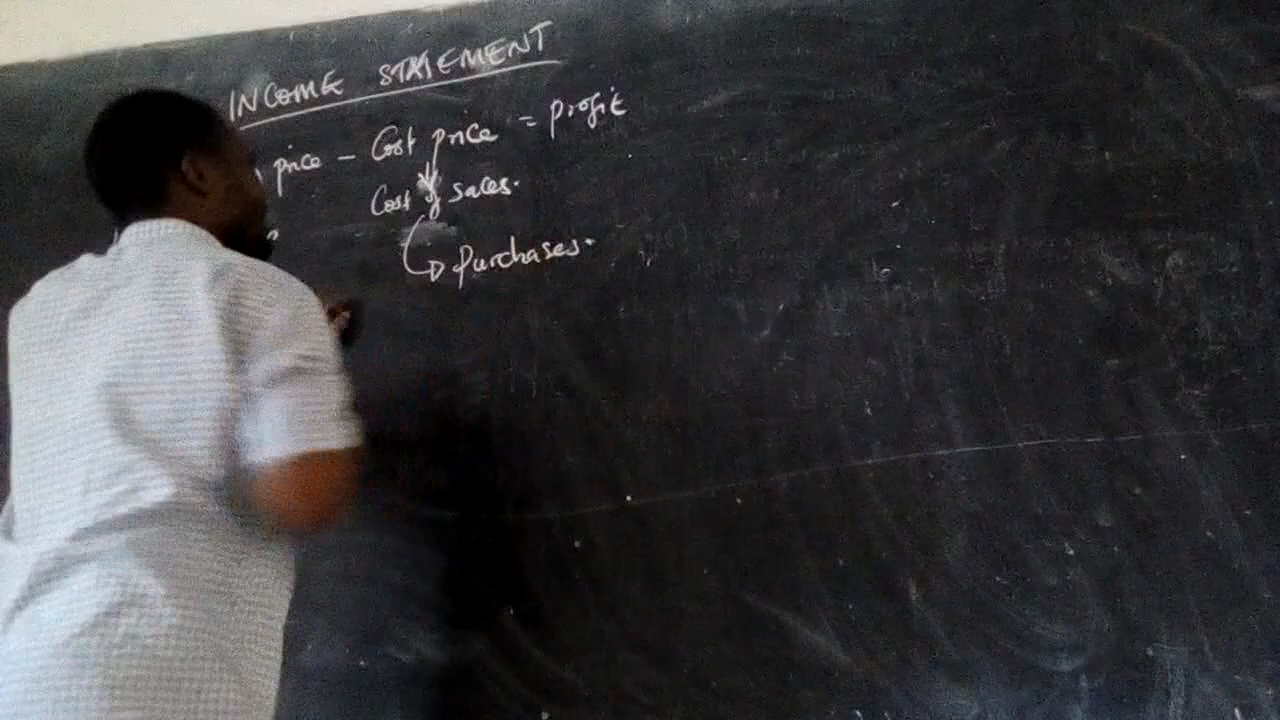 INCOME STATEMENT
price - Cost price = profit
Cost of sales.
purchases.